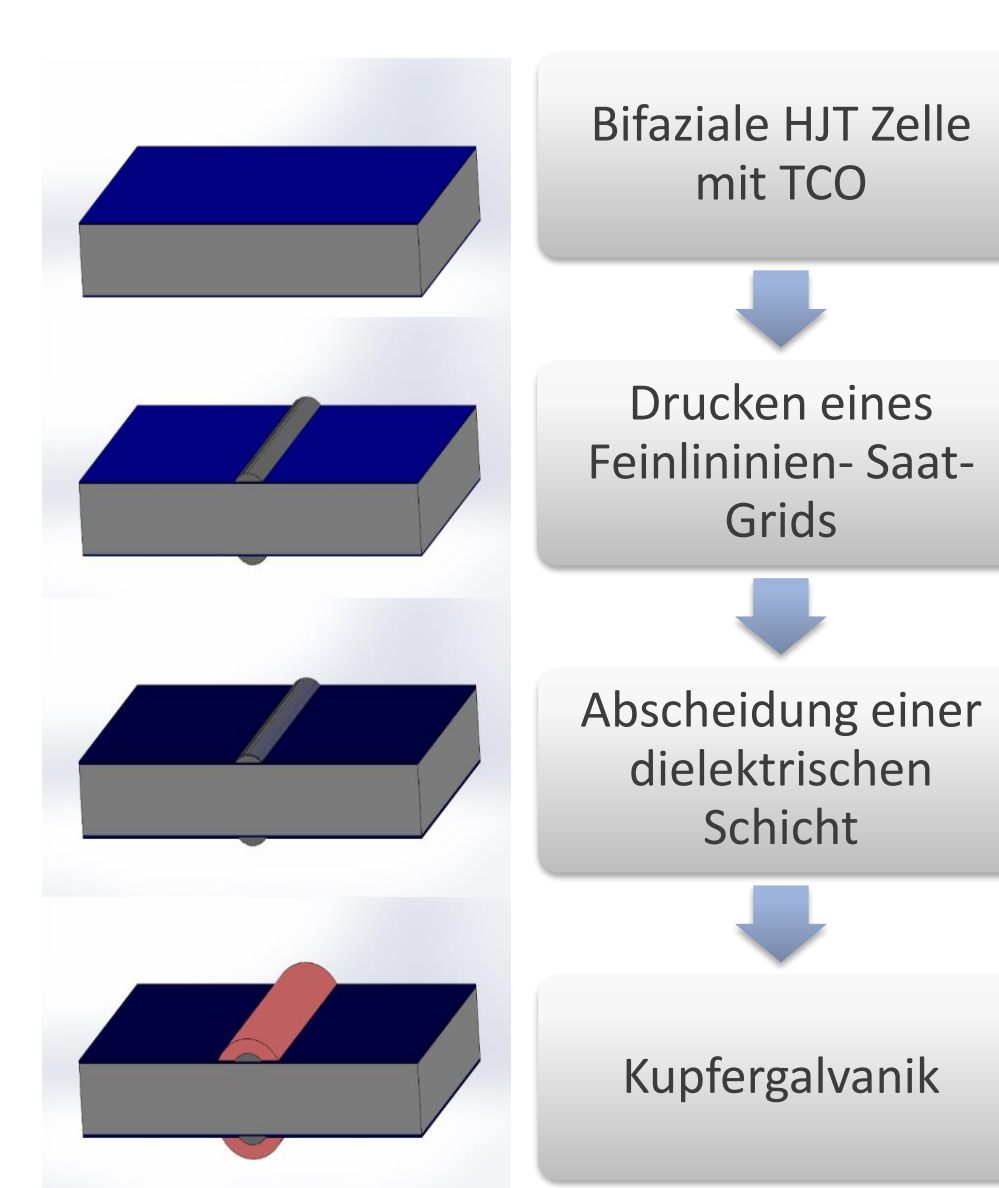 Bifaziale HJT Zelle
mit TCO
Drucken eines
Feinlininien- Saat-
Grids
Abscheidung einer
dielektrischen
Schicht
Kupfergalvanik